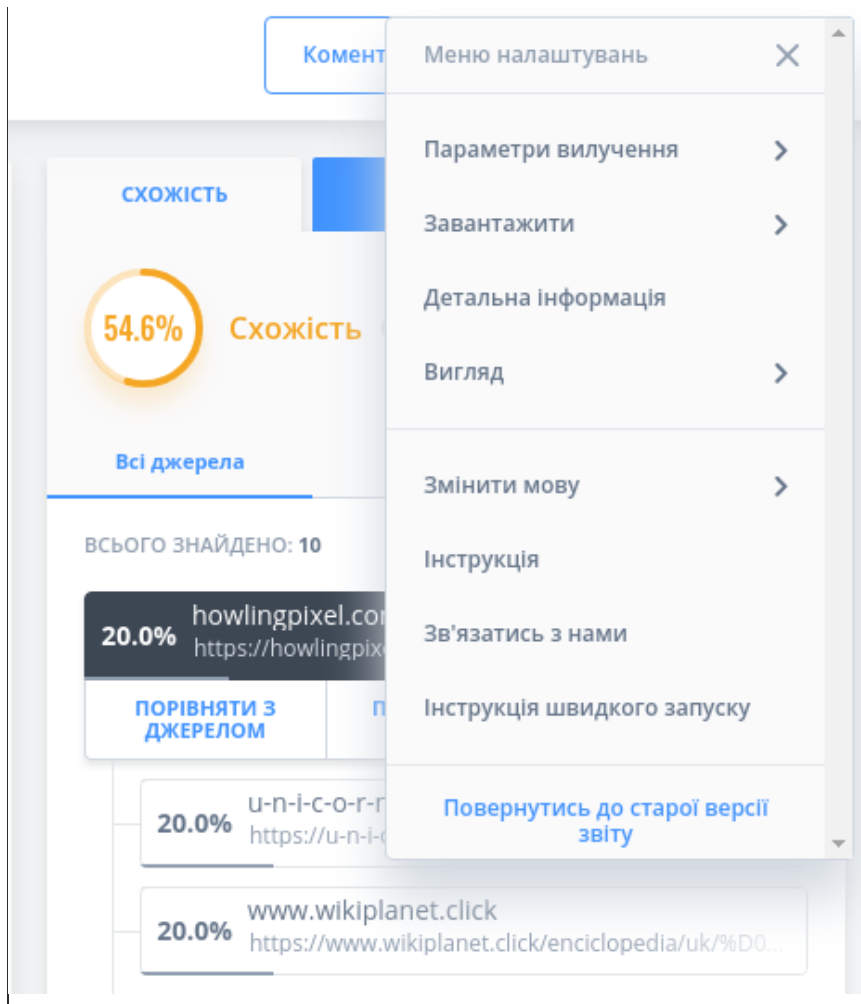 Комент
Меню налаштувань
Параметри вилучення
СХОЖІСТЬ
Завантажити
Детальна інформація
54.6%
Схожість
Вигляд
Всі джерела
Змінити мову
ВСЬОГО ЗНАЙДЕНО: 10
Інструкція
howlingpixel.com
20.0%
https://howlingpix
Зв'язатись з нами
ПОРІВНЯТИ З
ДЖЕРЕЛОМ
П
Інструкція швидкого запуску
u-n-i-c-o-r-r
20.0%
https://u-n-i-c
Повернутись до старої версії
звіту
www.wikiplanet.click
20.0%
https://www.wikiplanet.click/enciclopedia/uk/%D0...